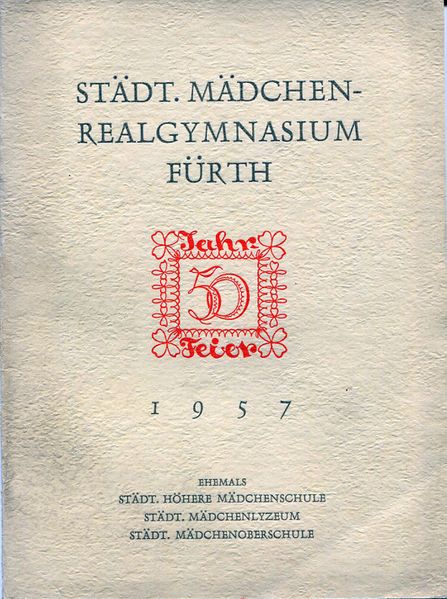 STÄDT. MÄDCHEN-
REALGYMNASIUM
FÜRTH
Jahr
50
Feier
1957
EHEMALS
STÄDT. HÖHERE MÄDCHENSCHULE
STÄDT. MÄDCHENLYZEUM
STÄDT. MÄDCHENOBERSCHULE